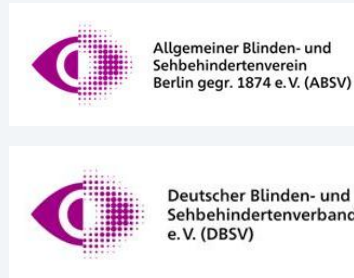 Allgemeiner Blinden- und
Sehbehindertenverein
Berlin gegr. 1874 e. V. (ABSV)
Deutscher Blinden- und
Sehbehindertenverband
e. V. (DBSV)